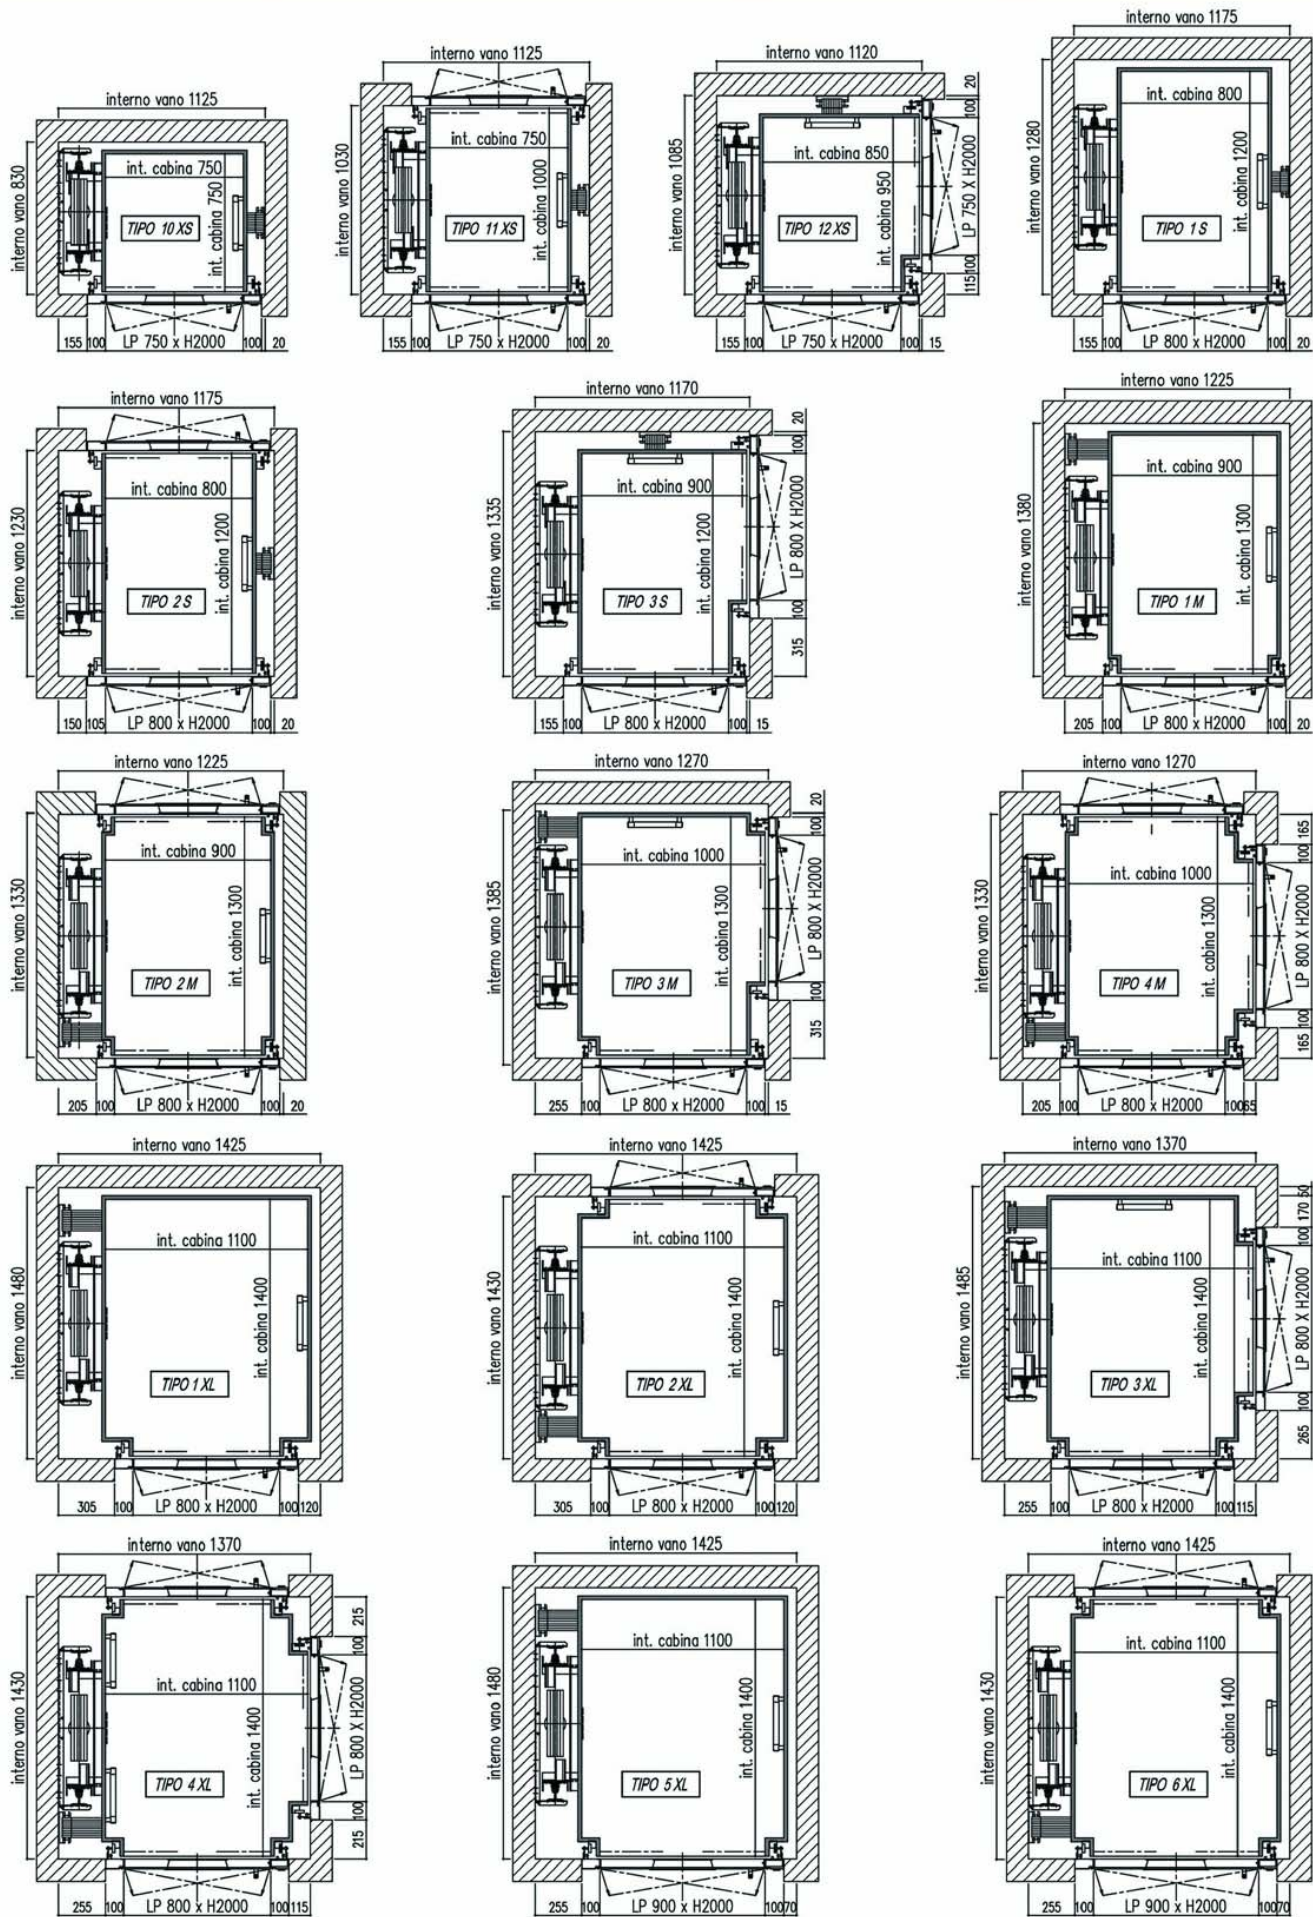 interno vano 1125
interno vano 830
int. cabina 750
int. cabina 750
TIPO 10 XS
155 100 LP 750 x H2000 100 20
interno vano 1125
interno vano 1030
int. cabina 750
int. cabina 1000
TIPO 11 XS
155 100 LP 750 x H2000 100 20
interno vano 1120
interno vano 1085
int. cabina 850
int. cabina 950
TIPO 12 XS
20
100
LP 750 X H2000
100
115
155 100 LP 750 x H2000 100 15
interno vano 1175
interno vano 1280
int. cabina 800
int. cabina 1200
TIPO 1 S
155 100 LP 800 x H2000 100 20
interno vano 1175
interno vano 1230
int. cabina 800
int. cabina 1200
TIPO 2 S
150 105 LP 800 x H2000 100 20
interno vano 1170
interno vano 1335
int. cabina 900
int. cabina 1200
TIPO 3 S
20
100
LP 800 X H2000
100
315
155 100 LP 800 x H2000 100 15
interno vano 1225
interno vano 1380
int. cabina 900
int. cabina 1300
TIPO 1 M
205 100 LP 800 x H2000 100 20
interno vano 1225
interno vano 1330
int. cabina 900
int. cabina 1300
TIPO 2 M
205 100 LP 800 x H2000 100 20
interno vano 1270
interno vano 1385
int. cabina 1000
int. cabina 1300
TIPO 3 M
20
100
LP 800 X H2000
100
315
255 100 LP 800 x H2000 100 15
interno vano 1270
interno vano 1330
int. cabina 1000
int. cabina 1300
TIPO 4 M
165
100
LP 800 X H2000
100
165
205 100 LP 800 x H2000 100 65
interno vano 1425
interno vano 1480
int. cabina 1100
int. cabina 1400
TIPO 1 XL
305 100 LP 800 x H2000 100 120
interno vano 1425
interno vano 1430
int. cabina 1100
int. cabina 1400
TIPO 2 XL
305 100 LP 800 x H2000 100 120
interno vano 1370
interno vano 1485
int. cabina 1100
int. cabina 1400
TIPO 3 XL
50
170
100
LP 800 X H2000
100
265
255 100 LP 800 x H2000 100 115
interno vano 1370
interno vano 1430
int. cabina 1100
int. cabina 1400
TIPO 4 XL
215
100
LP 800 X H2000
100
215
255 100 LP 800 x H2000 100 115
interno vano 1425
interno vano 1480
int. cabina 1100
int. cabina 1400
TIPO 5 XL
255 100 LP 900 x H2000 100 70
interno vano 1425
interno vano 1430
int. cabina 1100
int. cabina 1400
TIPO 6 XL
255 100 LP 900 x H2000 100 70